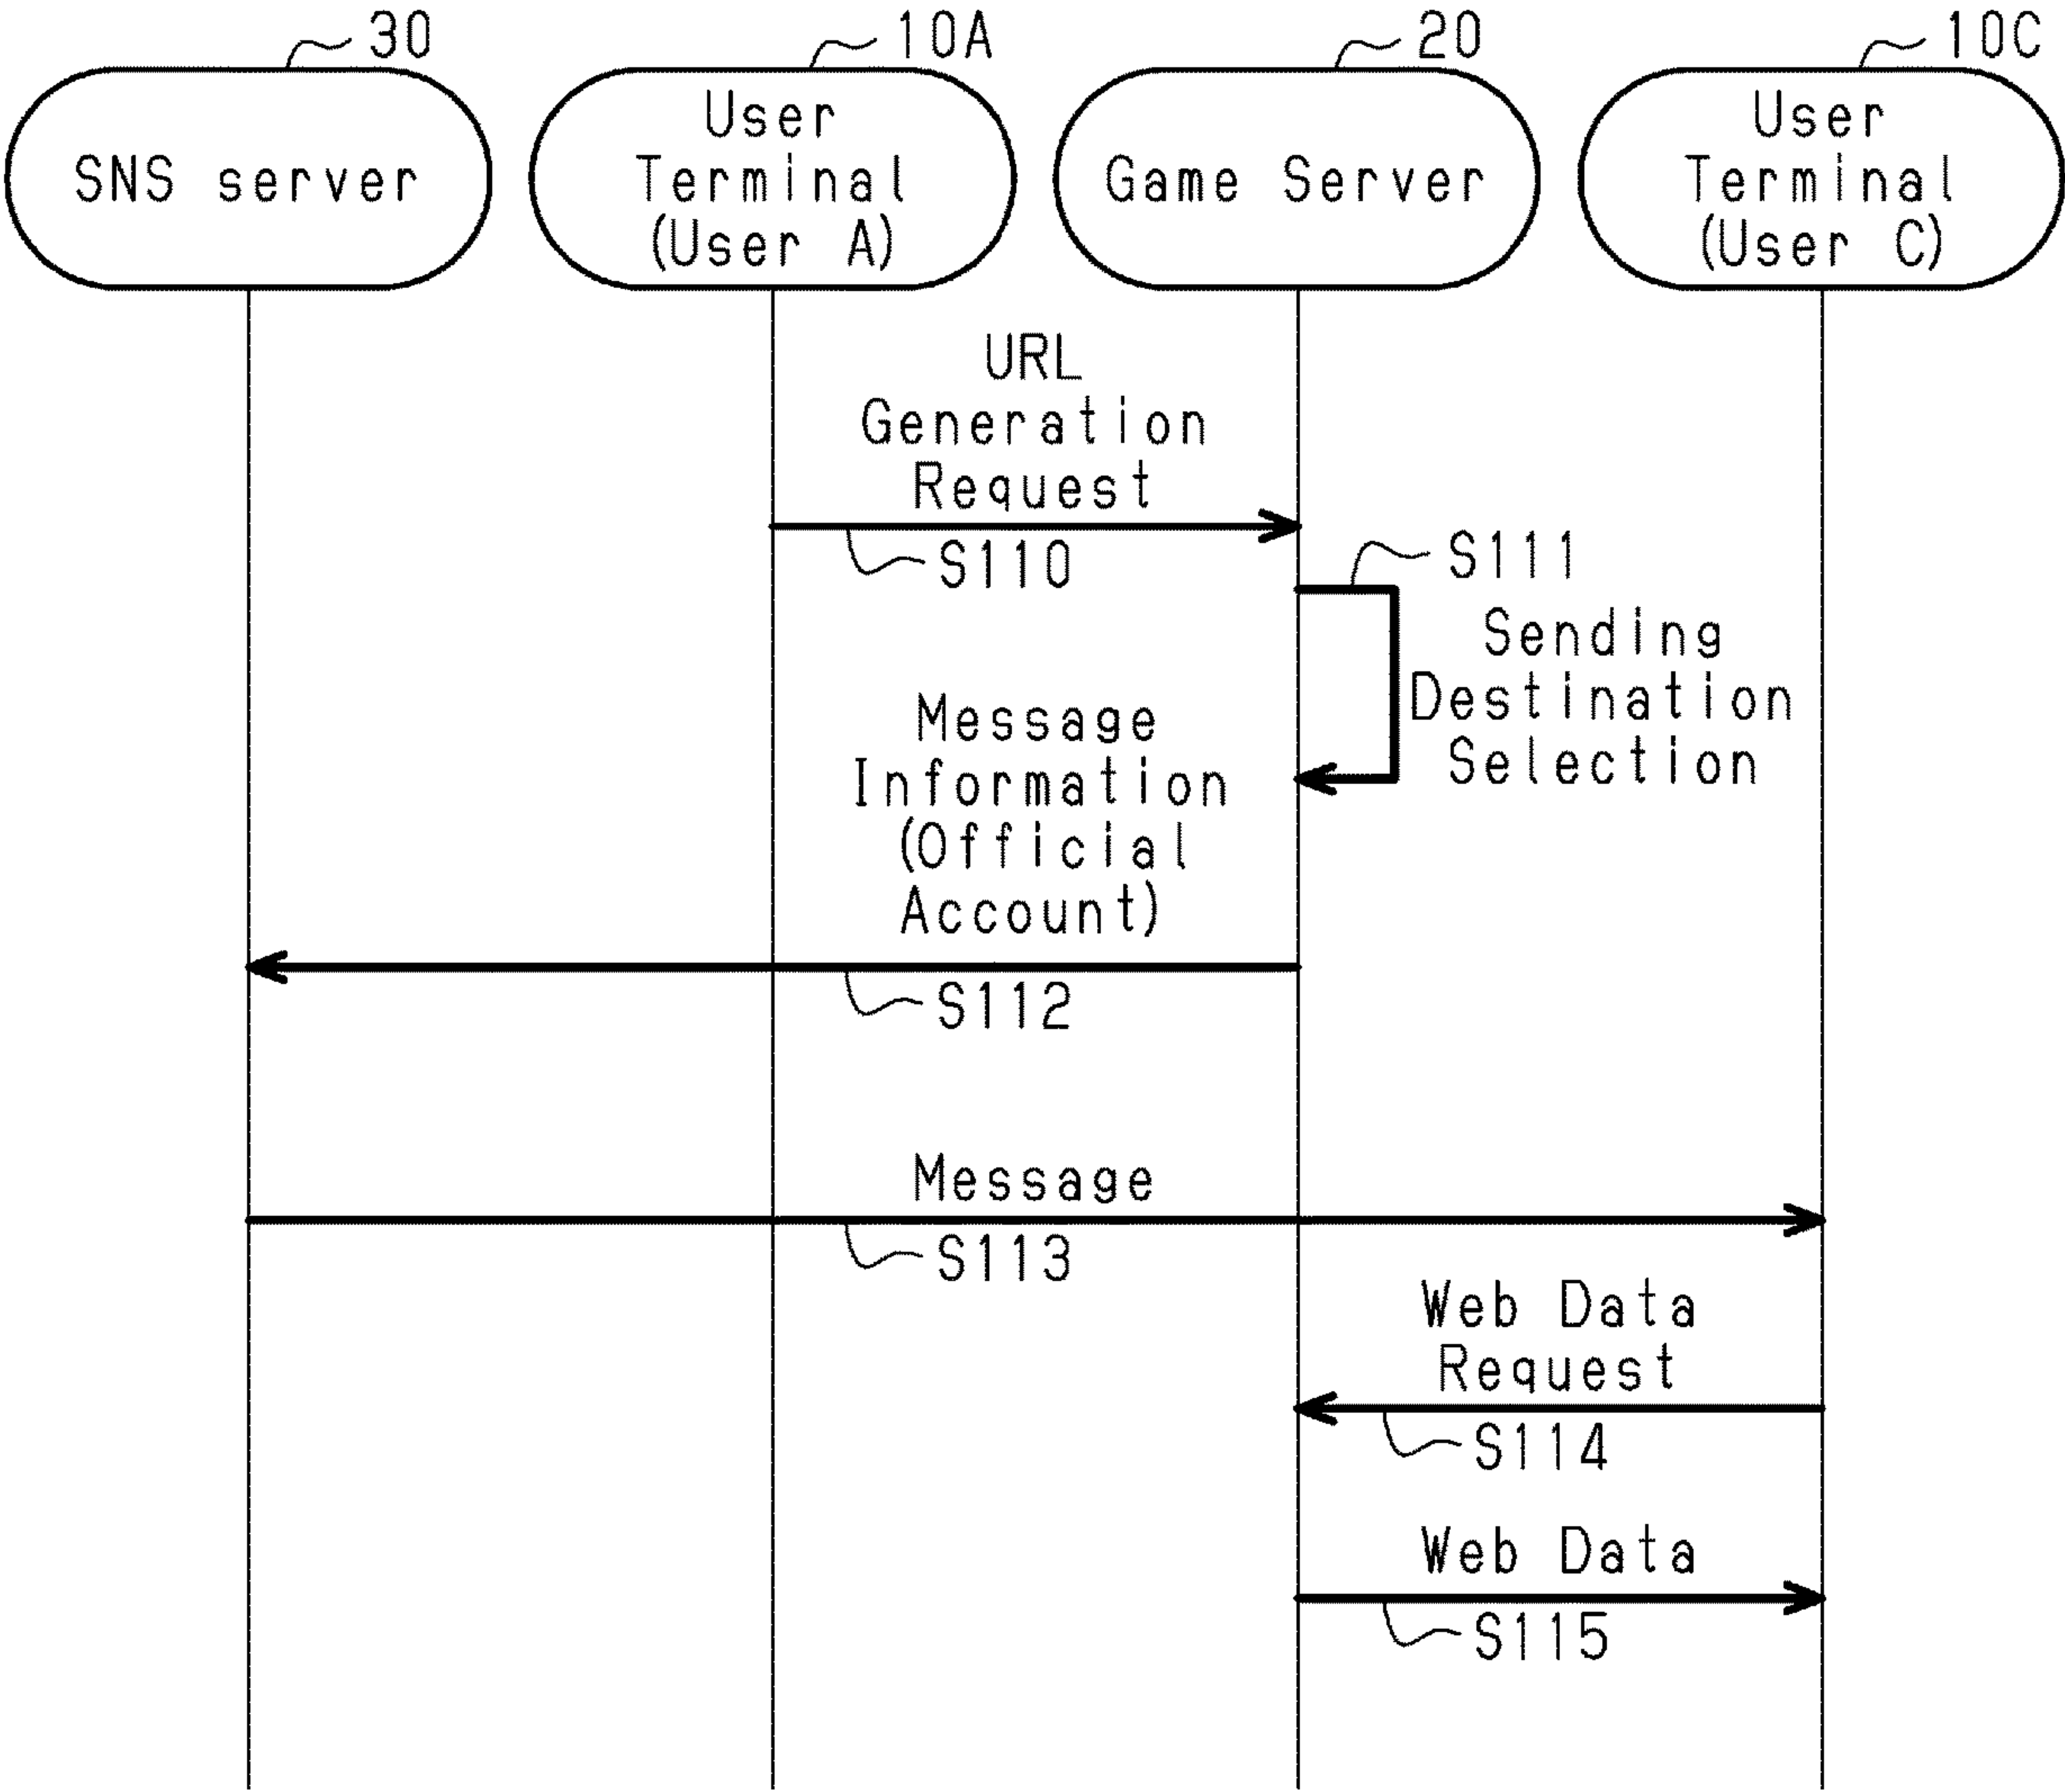 30
10A
20
10C
SNS server
User
Terminal
(User A)
Game Server
User
Terminal
(User C)
URL
Generation
Request
S110
S111
Sending
Destination
Selection
Message
Information
(Official
Account)
S112
Message
S113
Web Data
Request
S114
Web Data
S115